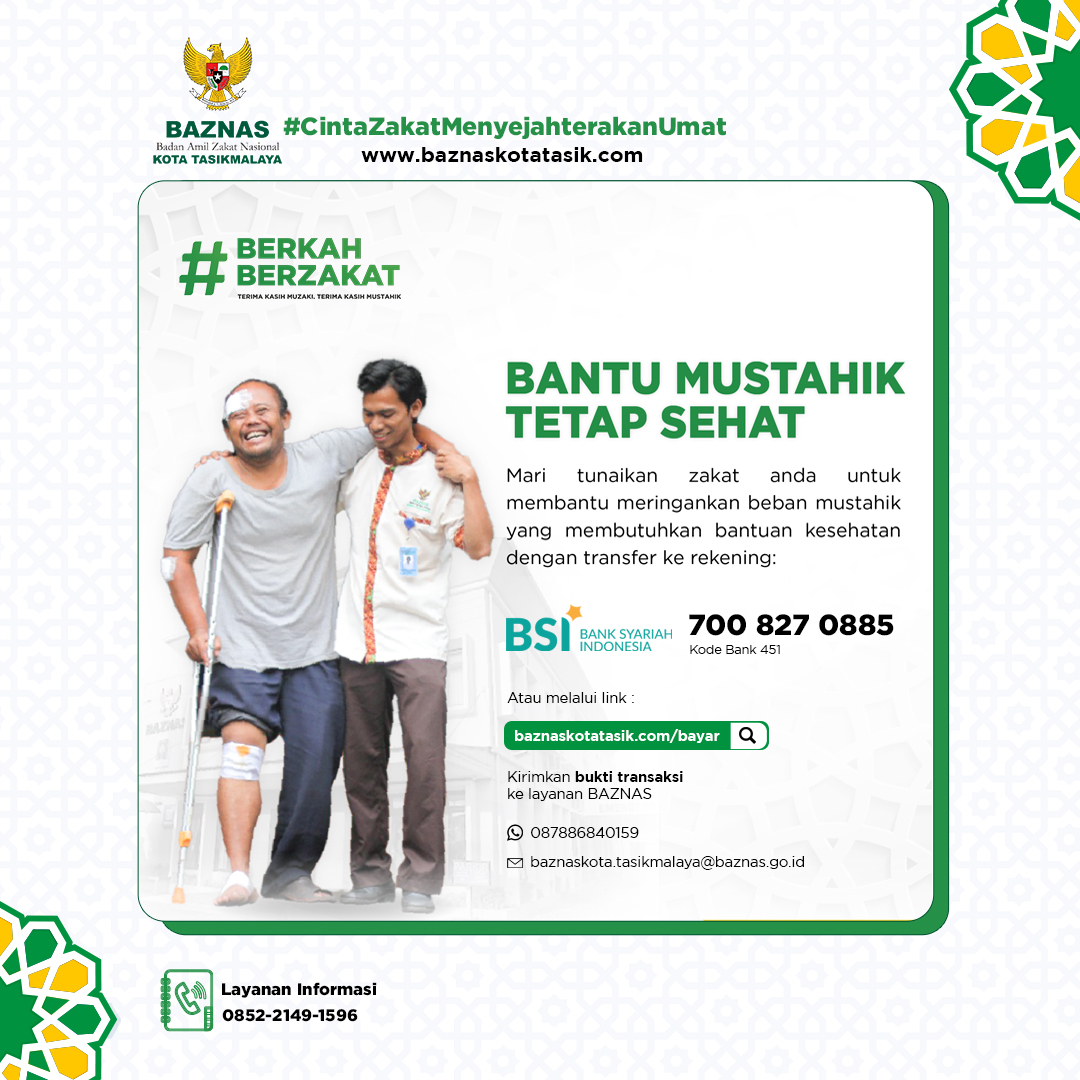 BAZNAS
Badan Amil Zakat Nasional
KOTA TASIKMALAYA
#CintaZakatMenyejahterakanUmat
www.baznaskotatasik.com
#BERKAH
BERZAKAT
TERIMA KASIH MUZAKI, TERIMA KASIH MUSTAHIK
BANTU MUSTAHIK
TETAP SEHAT
Mari tunaikan zakat anda untuk
membantu meringankan beban mustahik
yang membutuhkan bantuan kesehatan
dengan transfer ke rekening:
BSI BANK SYARIAH
INDONESIA
700 827 0885
Kode Bank 451
Atau melalui link :
baznaskotatasik.com/bayar
Kirimkan bukti transaksi
ke layanan BAZNAS
087886840159
baznaskota.tasikmalaya@baznas.go.id
BAZNAS
Layanan Informasi
0852-2149-1596